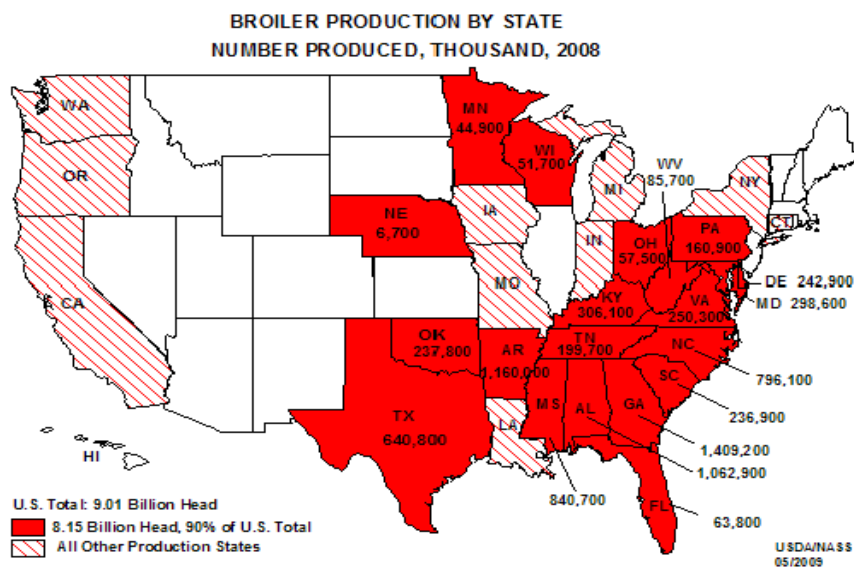 BROILER PRODUCTION BY STATE
NUMBER PRODUCED, THOUSAND, 2008
WA
MN
44,900
WI
51,700
WV
85,700
OR
MI
NY
NE
6,700
IA
CT
PA
160,900
IN
OH
57,500
DE 242,900
MD 298,600
CA
MO
KY
306,100
VA
250,300
OK
237,800
AR
1,160,000
TN
199,700
NC
796,100
SC
236,900
TX
640,800
LA
MS
AL
GA
1,409,200
1,062,900
840,700
HI
FL
63,800
U.S. Total: 9.01 Billion Head
8.15 Billion Head, 90% of U.S. Total
All Other Production States
USDA/NASS
05/2009